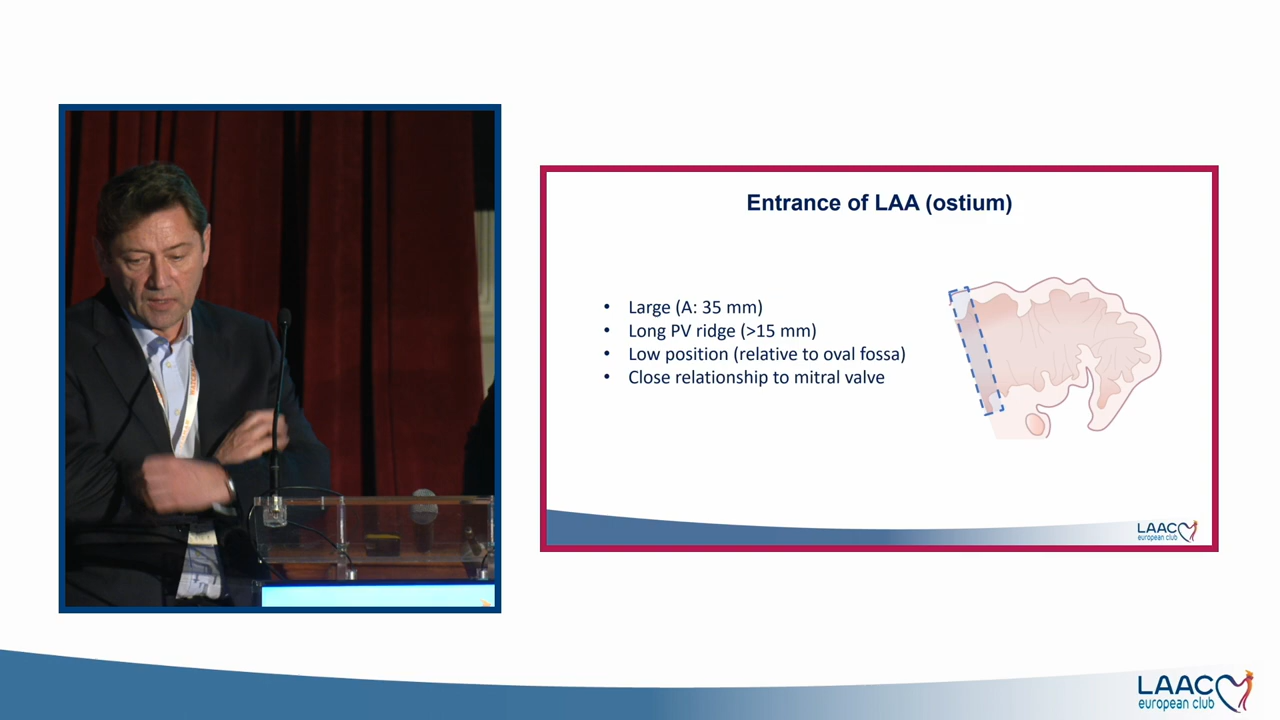 Entrance of LAA (ostium)
• Large (A: 35 mm)
• Long PV ridge (>15 mm)
• Low position (relative to oval fossa)
• Close relationship to mitral valve
LAAC
european club
LAAC
european club